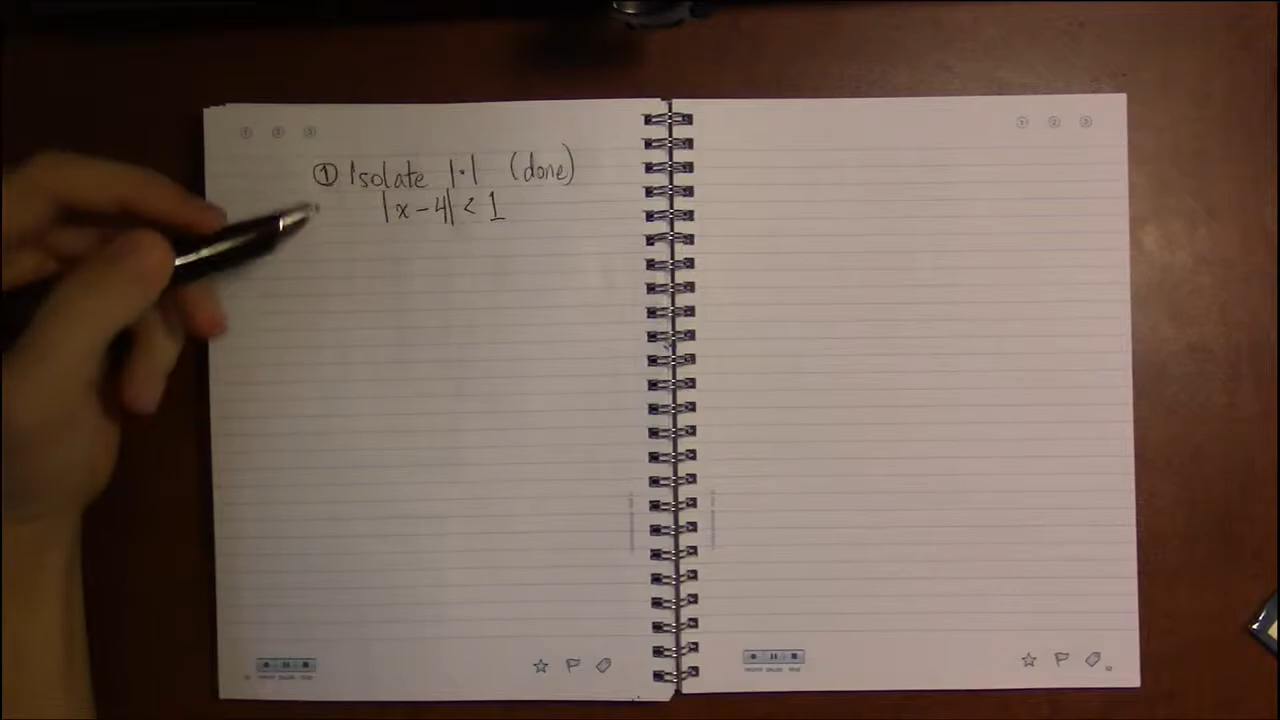 ① Isolate |·| (done)
|x - 4| < 1